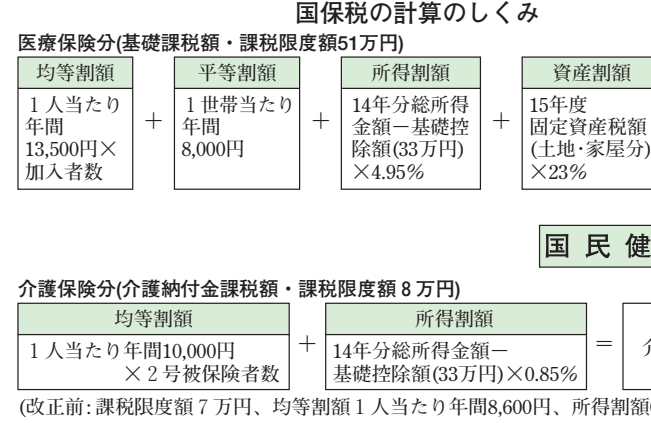 国保税の計算のしくみ
医療保険分(基礎課税額・課税限度額51万円)
均等割額
1人当たり
年間
13,500円×
加入者数
+
平等割額
1世帯当たり
年間
8,000円
+
所得割額
14年分総所得
金額－基礎控
除額(33万円)
×4.95%
+
資産割額
15年度
固定資産税額
(土地・家屋分)
×23%
国民健
介護保険分(介護納付金課税額・課税限度額8万円)
均等割額
1人当たり年間10,000円
×2号被保険者数
+
所得割額
14年分総所得金額－
基礎控除額(33万円)×0.85%
=
(改正前:課税限度額7万円、均等割額1人当たり年間8,600円、所得割額